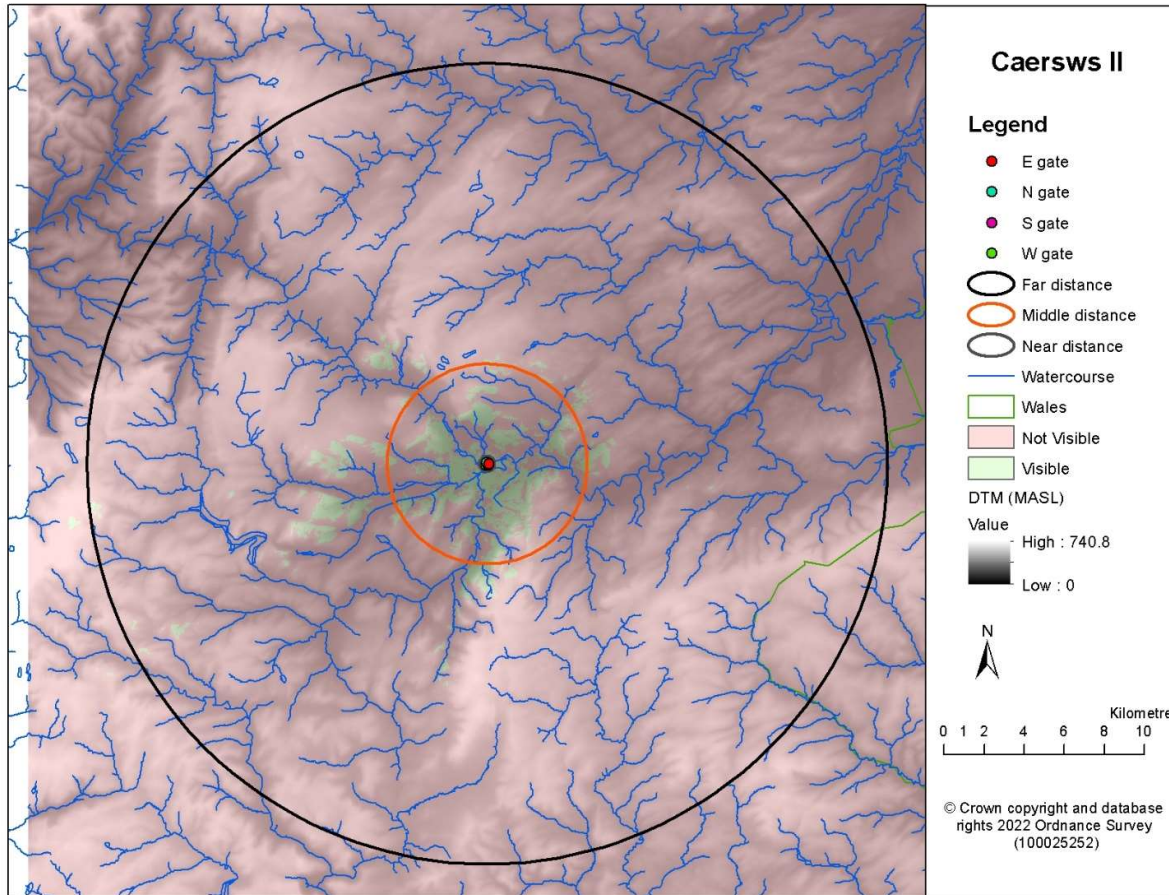 Caersws II
Legend
E gate
N gate
S gate
W gate
Far distance
Middle distance
Near distance
Watercourse
Wales
Not Visible
Visible
DTM (MASL)
Value
High : 740.8
Low : 0
N
Kilometre
0 1 2 4 6 8 10
© Crown copyright and database
rights 2022 Ordnance Survey
(100025252)